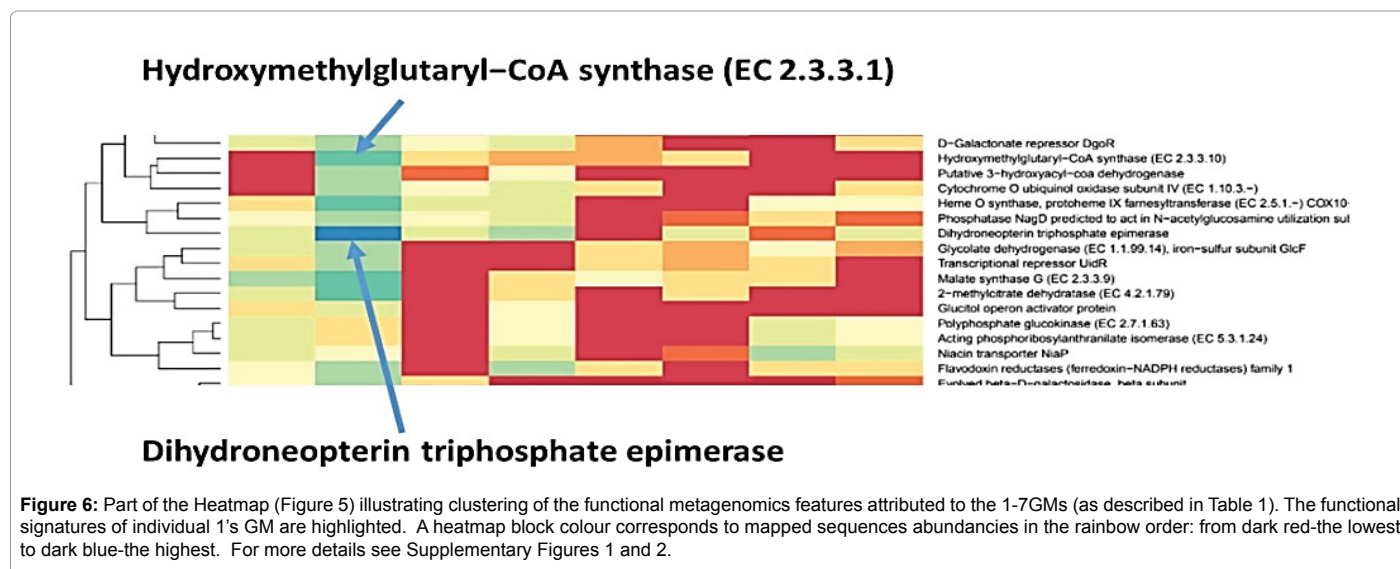 Hydroxymethylglutaryl–CoA synthase (EC 2.3.3.1)
D−Galactonate repressor DgoR
Hydroxymethylglutaryl−CoA synthase (EC 2.3.3.10)
Putative 3−hydroxyacyl−coa dehydrogenase
Cytochrome O ubiquinol oxidase subunit IV (EC 1.10.3.−)
Heme O synthase, protoheme IX farnesyltransferase (EC 2.5.1.−) COX10
Phosphatase NagD predicted to act in N−acetylglucosamine utilization sul
Dihydroneopterin triphosphate epimerase
Glycolate dehydrogenase (EC 1.1.99.14), iron−sulfur subunit GlcF
Transcriptional repressor UidR
Malate synthase G (EC 2.3.3.9)
2−methylcitrate dehydratase (EC 4.2.1.79)
Glucitol operon activator protein
Polyphosphate glucokinase (EC 2.7.1.63)
Acting phosphoribosylanthranilate isomerase (EC 5.3.1.24)
Niacin transporter NiaP
Flavodoxin reductases (ferredoxin−NADPH reductases) family 1
Evolved beta−D−galactosidase, beta subunit
Dihydroneopterin triphosphate epimerase
Figure 6: Part of the Heatmap (Figure 5) illustrating clustering of the functional metagenomics features attributed to the 1-7GMs (as described in Table 1). The functional
signatures of individual 1's GM are highlighted. A heatmap block colour corresponds to mapped sequences abundancies in the rainbow order: from dark red-the lowest
to dark blue-the highest. For more details see Supplementary Figures 1 and 2.